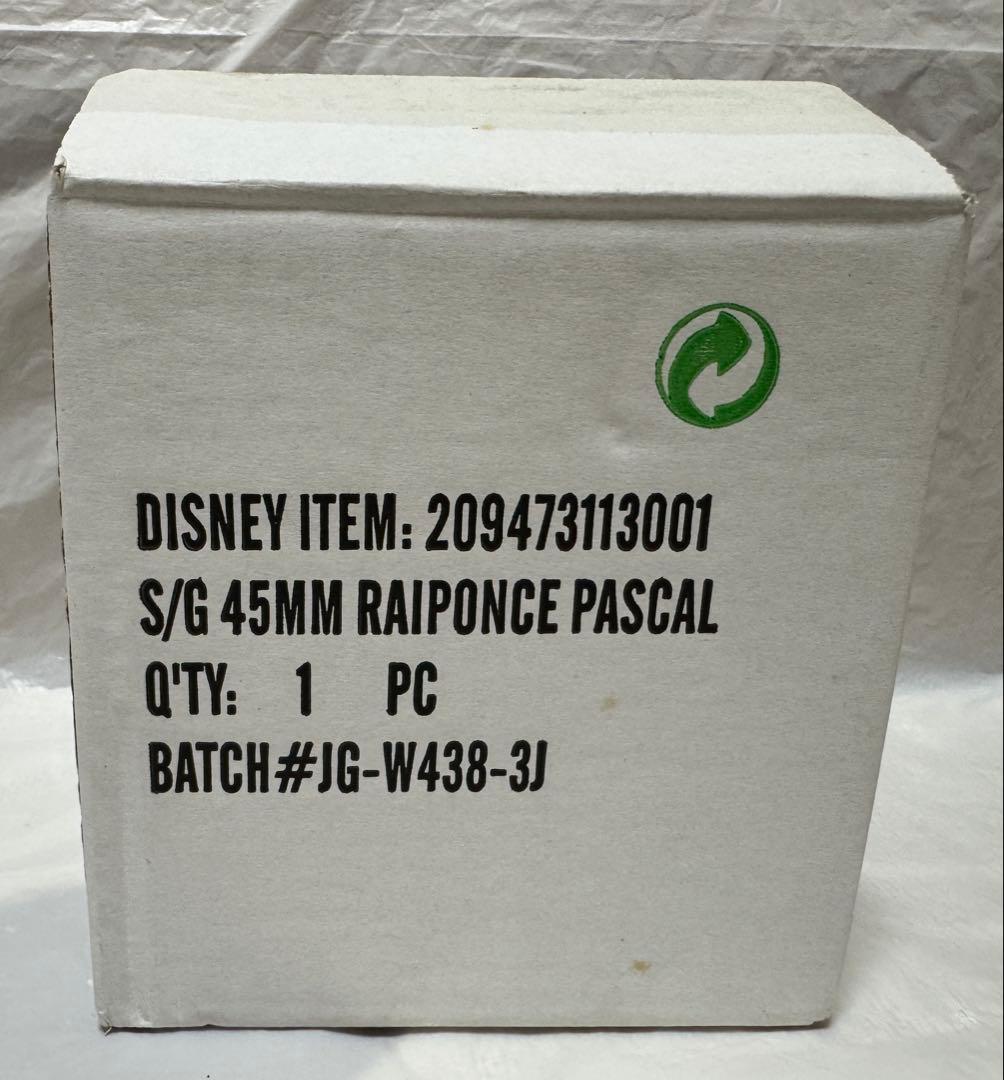 DISNEY ITEM: 209473113001
S/G 45MM RAIPONCE PASCAL
Q'TY: 1 PC
BATCH#JG-W438-3J